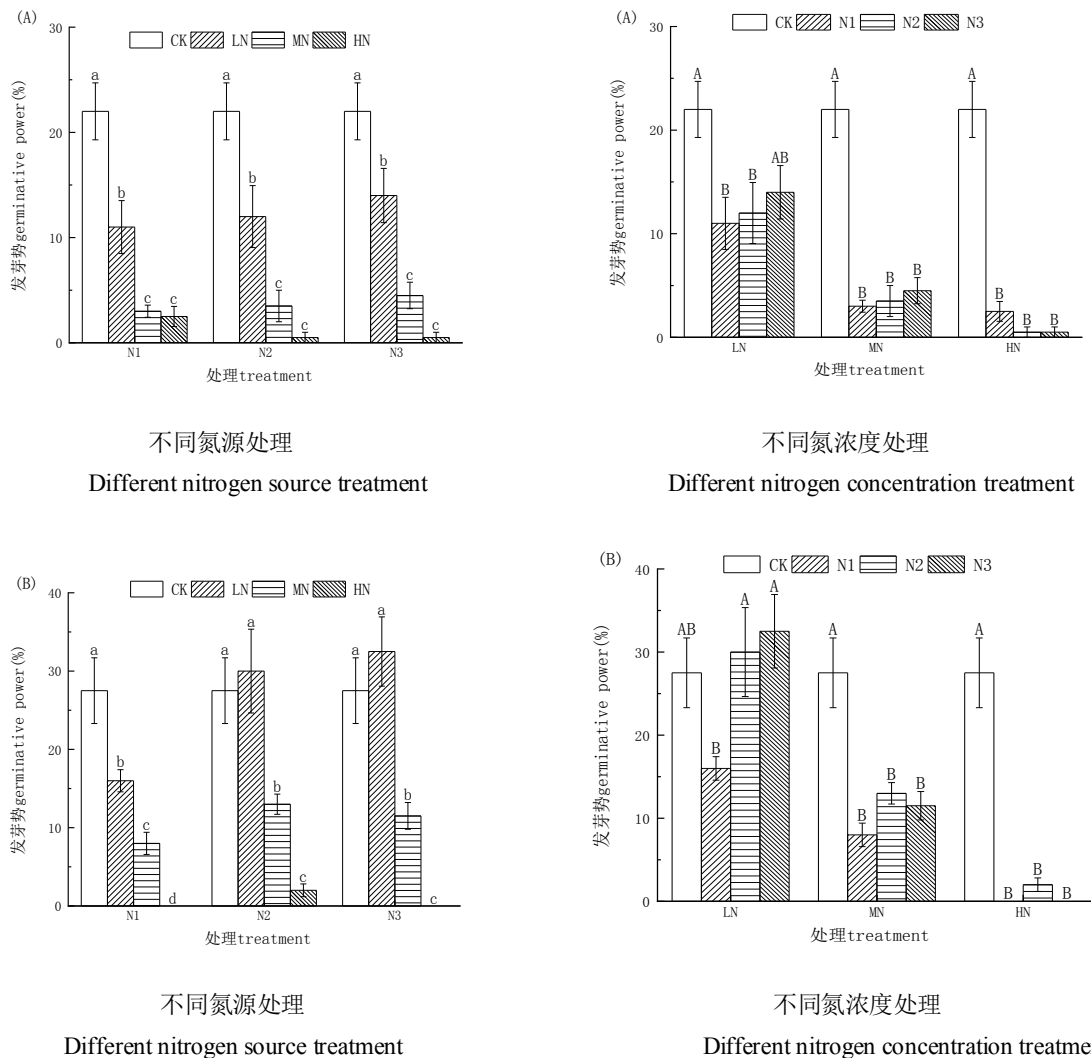 (A)
30
CK LN MN HN
a a a
b b b
c c c c c c
20
10
0
发芽势germinative power(%)
N1 N2 N3
处理treatment
不同氮源处理
Different nitrogen source treatment
(A)
30
CK N1 N2 N3
A A A
B B AB
B B B
B B B
20
10
0
发芽势germinative power(%)
LN MN HN
处理treatment
不同氮浓度处理
Different nitrogen concentration treatment
(B)
40
CK LN MN HN
a a a a a
b b b
c c c
d
30
20
10
0
发芽势germinative power(%)
N1 N2 N3
处理treatment
不同氮源处理
Different nitrogen source treatment
(B)
40
CK N1 N2 N3
AB B A A
A B B B
A B B B
30
20
10
0
发芽势germinative power(%)
LN MN HN
处理treatment
不同氮浓度处理
Different nitrogen concentration treatme